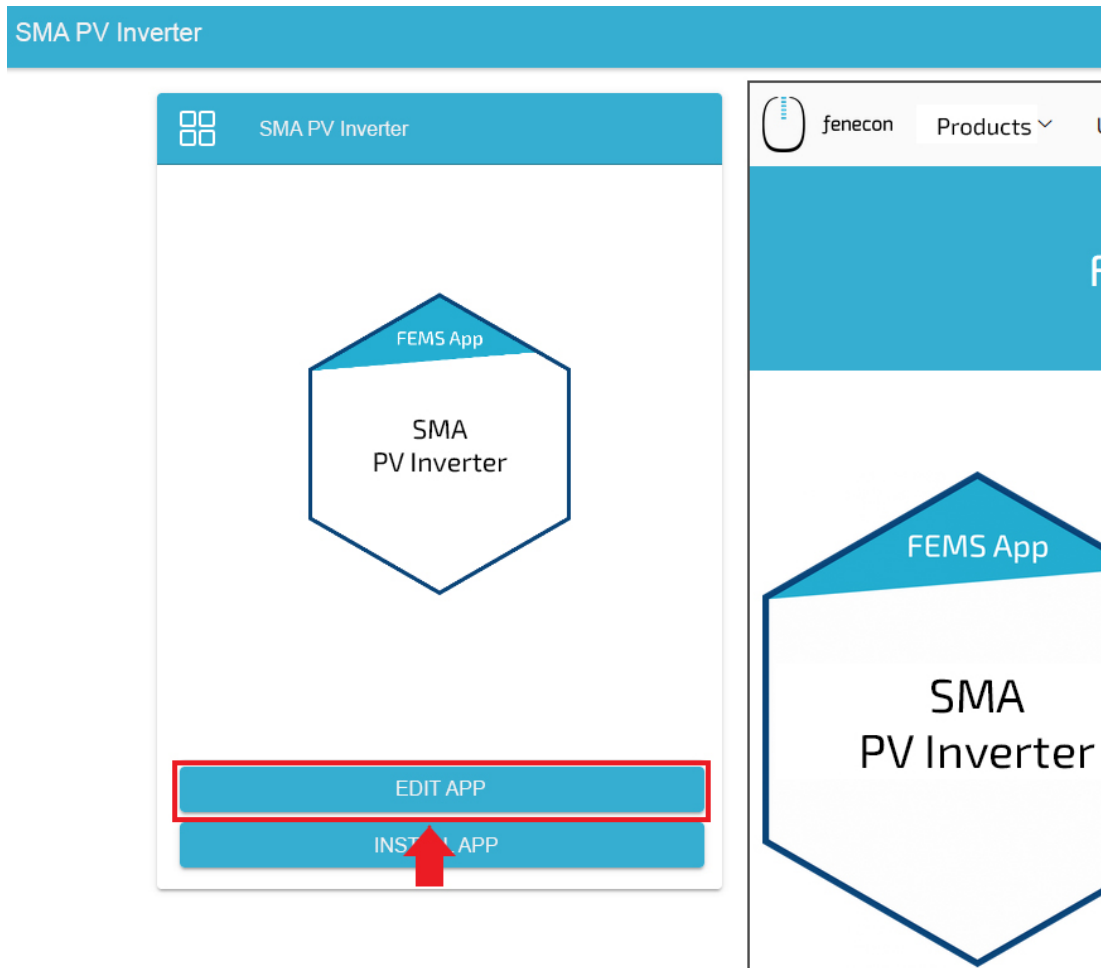 SMA PV Inverter
SMA PV Inverter
FEMS App
SMA
PV Inverter
EDIT APP
APP
fenecon
Products
FEMS App
SMA
PV Inverter